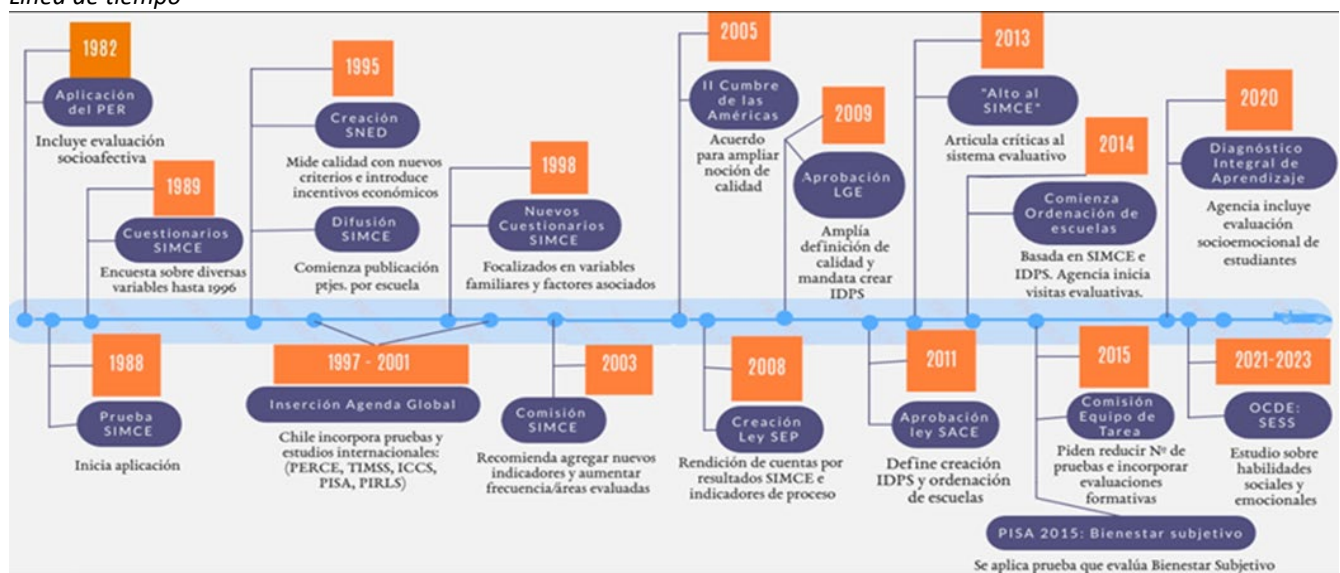 Línea de tiempo
1982
Aplicación
del PER
Incluye evaluación
socioafectiva
1989
Cuestionarios
SIMCE
Encuesta sobre diversas
variables hasta 1996
1995
Creación
SNED
Mide calidad con nuevos
criterios e introduce
incentivos económicos
Difusión
SIMCE
Comienza publicación
ptjes. por escuela
1998
Nuevos
Cuestionarios
SIMCE
Focalizados en variables
familiares y factores asociados
2005
II Cumbre
de las
Américas
Acuerdo
para ampliar
noción de
calidad
2009
Aprobación
LGE
Amplía
definición de
calidad y
mandata crear
IDPS
2013
"Alto al
SIMCE"
Articula críticas al
sistema evaluativo
2014
Comienza
Ordenación de
escuelas
Basada en SIMCE e
IDPS. Agencia inicia
visitas evaluativas.
2020
Diagnóstico
Integral de
Aprendizaje
Agencia incluye
evaluación
socioemocional de
estudiantes
1988
Prueba
SIMCE
Inicia aplicación
1997 - 2001
Inserción Agenda Global
Chile incorpora pruebas y
estudios internacionales:
(PERCE, TIMSS, ICCS,
PISA, PIRLS)
2003
Comisión
SIMCE
Recomienda agregar nuevos
indicadores y aumentar
frecuencia/áreas evaluadas
2008
Creación
Ley SEP
Rendición de cuentas por
resultados SIMCE e
indicadores de proceso
2011
Aprobación
ley SACE
Define creación
IDPS y ordenación
de escuelas
2015
Comisión
Equipo de
Tarea
Piden reducir Nº de
pruebas e incorporar
evaluaciones
formativas
PISA 2015: Bienestar subjetivo
Se aplica prueba que evalúa Bienestar Subjetivo
2021-2023
OCDE:
SESS
Estudio sobre
habilidades
sociales y
emocionales